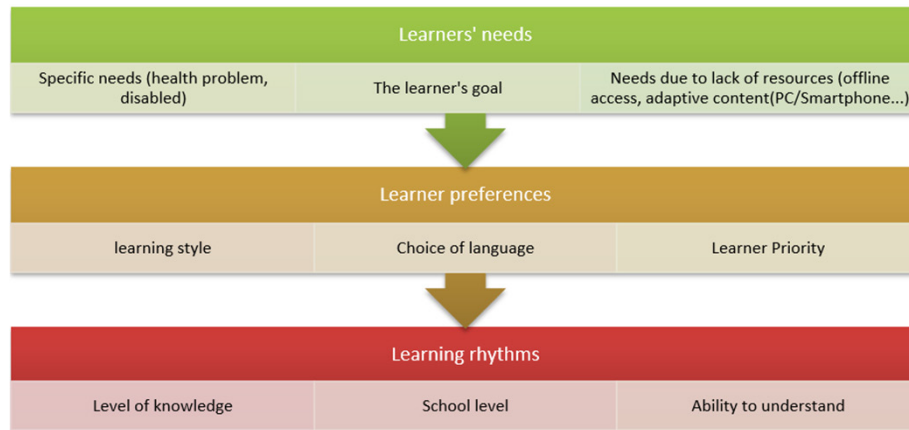 Learners' needs
Specific needs (health problem,
disabled)
The learner's goal
Needs due to lack of resources (offline
access, adaptive content(PC/Smartphone...)
Learner preferences
learning style
Choice of language
Learner Priority
Learning rhythms
Level of knowledge
School level
Ability to understand